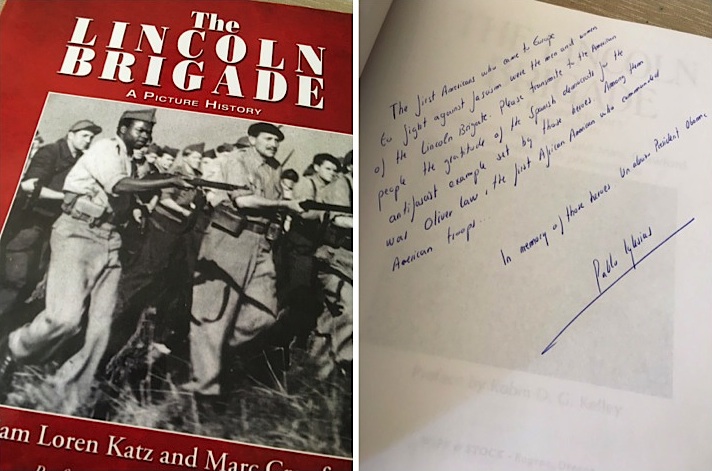 The
LINCOLN
BRIGADE
A PICTURE HISTORY
am Loren Katz and Marc
The first Americans who came to Europe
to fight against fascism were the men and women
of the Lincoln Brigade. Please transmite to the American
people the gratitude of the Spanish democrats for the
antifascist example set by those heroes. Among them
was Oliver Law, the first African American who commanded
American troops...
In memory of those heroes. Un abrazo President Obama
Pablo Iglesias
Preface by Robin D. G. Kelley